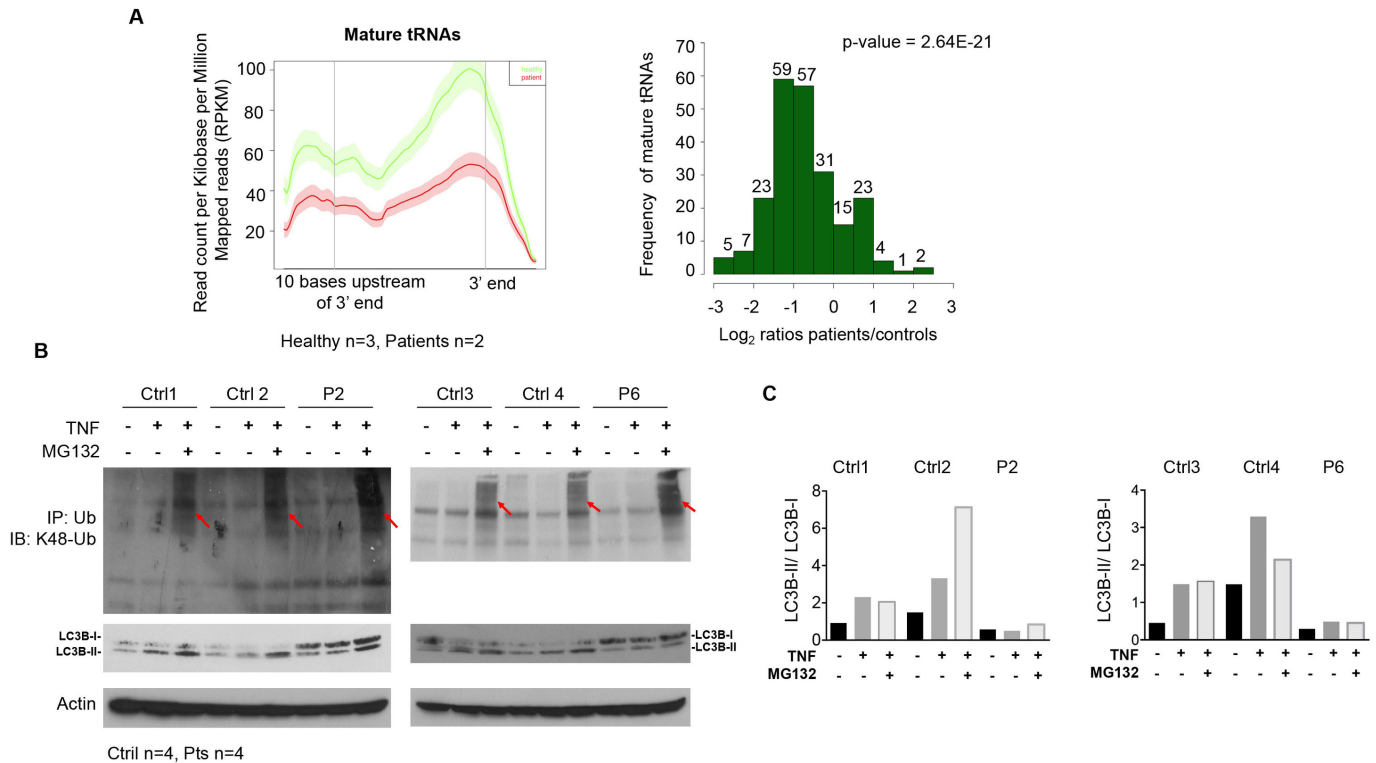 A
Mature tRNAs
Read count per Kilobase per Million
Mapped reads (RPKM)
100
80
60
40
20
healthy
patient
10 bases upstream
of 3' end
3' end
Healthy n=3, Patients n=2
p-value = 2.64E-21
Frequency of mature tRNAs
70
60
50
40
30
20
10
0
5 7 23 59 57 31 15 23 4 1 2
-3 -2 -1 0 1 2 3
Log2 ratios patients/controls
B
Ctrl1 Ctrl 2 P2 Ctrl3 Ctrl 4 P6
TNF - + + - + + - + + - + + - + + - + +
MG132 - - + - - + - - + - - + - - + - - +
IP: Ub
IB: K48-Ub
LC3B-I-
LC3B-II-
-LC3B-I
-LC3B-II
Actin
Ctril n=4, Pts n=4
C
Ctrl1 Ctrl2 P2
LC3B-II/ LC3B-I
8
6
4
2
0
TNF - + + - + + - + +
MG132 - - + - - + - - +
Ctrl3 Ctrl4 P6
LC3B-II/ LC3B-I
4
3
2
1
0
TNF - + + - + + - + +
MG132 - - + - - + - - +